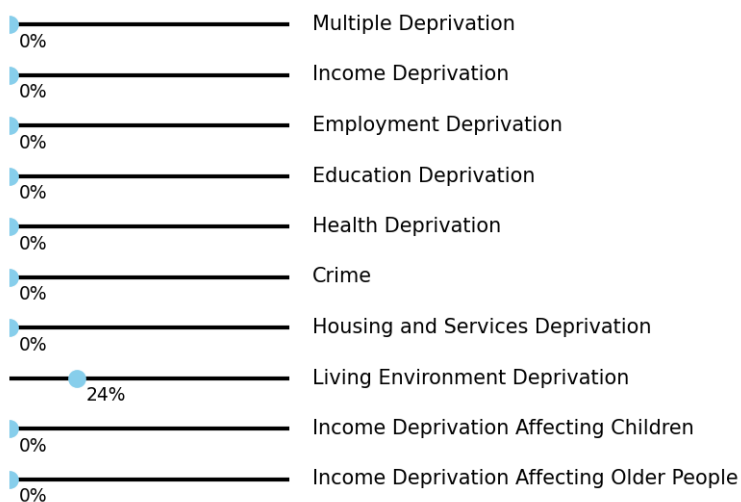 Multiple Deprivation
0%
Income Deprivation
0%
Employment Deprivation
0%
Education Deprivation
0%
Health Deprivation
0%
Crime
0%
Housing and Services Deprivation
0%
Living Environment Deprivation
24%
Income Deprivation Affecting Children
0%
Income Deprivation Affecting Older People
0%